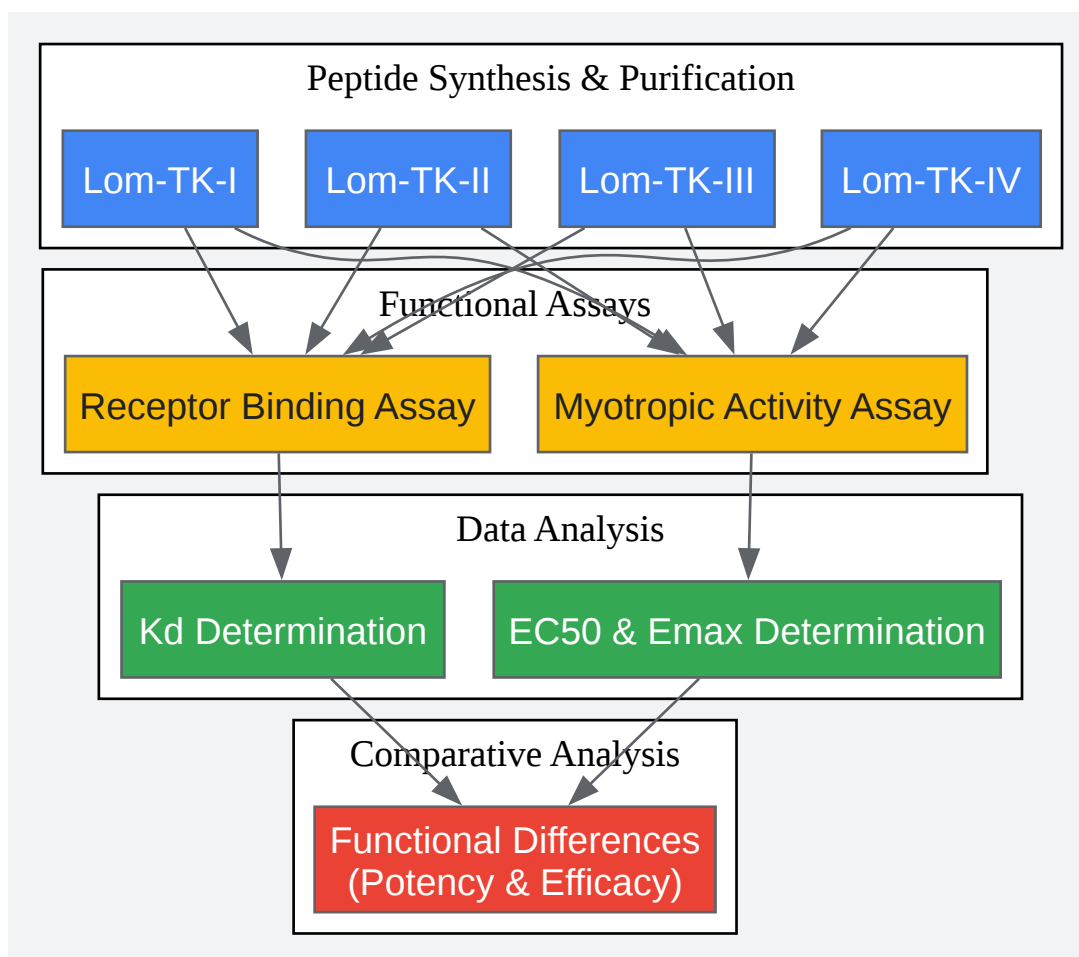 Peptide Synthesis & Purification
Lom-TK-I
Lom-TK-II
Lom-TK-III
Lom-TK-IV
Functional Assays
Receptor Binding Assay
Myotropic Activity Assay
Data Analysis
Kd Determination
EC50 & Emax Determination
Comparative Analysis
Functional Differences
(Potency & Efficacy)